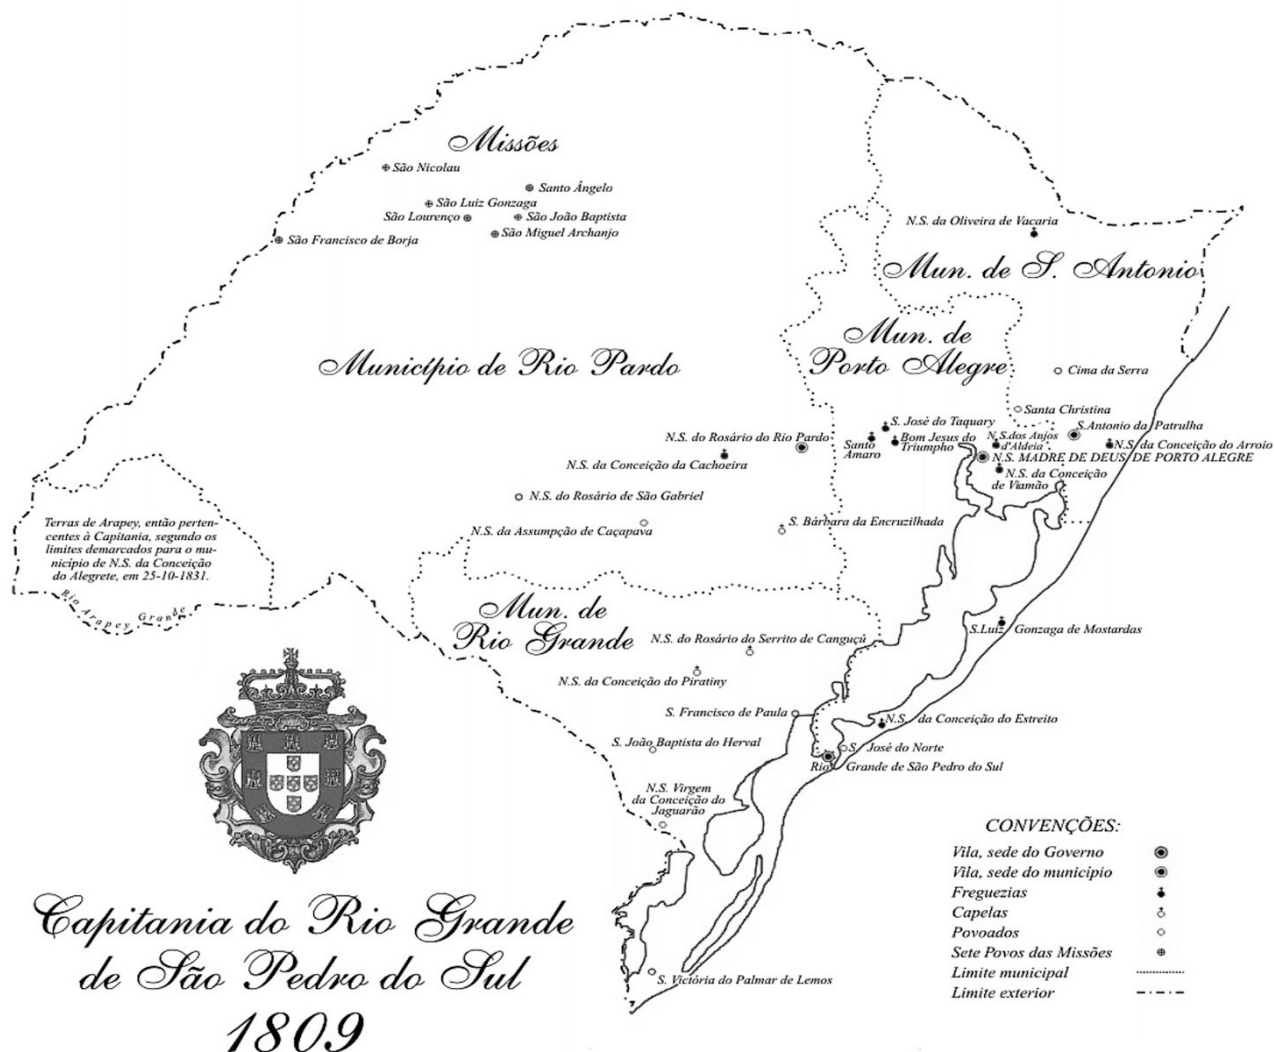 Missões
São Nicolau
Santo Ângelo
São Luiz Gonzaga
São Lourenço
São João Baptista
São Miguel Archanjo
São Francisco de Borja
N.S. da Oliveira de Vacaria
Mun. de S. Antonio
Mun. de
Porto Alegre
Município de Rio Pardo
Cima da Serra
Santa Christina
S. José do Taquary
S.Antonio da Patrulha
N.S. do Rosário do Rio Pardo
Santo
Amaro
Bom Jesus do
Triumpho
N.S.dos Anjos
d'Aldeia
N.S. da Conceição do Arroio
N.S. MADRE DE DEUS DE PORTO ALEGRE
N.S. da Conceição da Cachoeira
N.S. da Conceição
de Viamão
N.S. do Rosário de São Gabriel
N.S. da Assumpção de Caçapava
S. Bárbara da Encruzilhada
Terras de Arapey, então perten-
centes à Capitania, segundo os
limites demarcados para o mu-
nicípio de N.S. da Conceição
do Alegrete, em 25-10-1831.
Rio Arapey Grande
Mun. de
Rio Grande
N.S. do Rosário do Serrito de Canguçú
S.Luiz Gonzaga de Mostardas
N.S. da Conceição do Piratiny
S. Francisco de Paula
N.S. da Conceição do Estreito
S. João Baptista do Herval
S. José do Norte
Rio Grande de São Pedro do Sul
N.S. Virgem
da Conceição do
Jaguarão
S. Victória do Palmar de Lemos
CONVENÇÕES:
Vila, sede do Governo
Vila, sede do município
Freguezias
Capelas
Povoados
Sete Povos das Missões
Limite municipal
Limite exterior
Capitania do Rio Grande
de São Pedro do Sul
1809